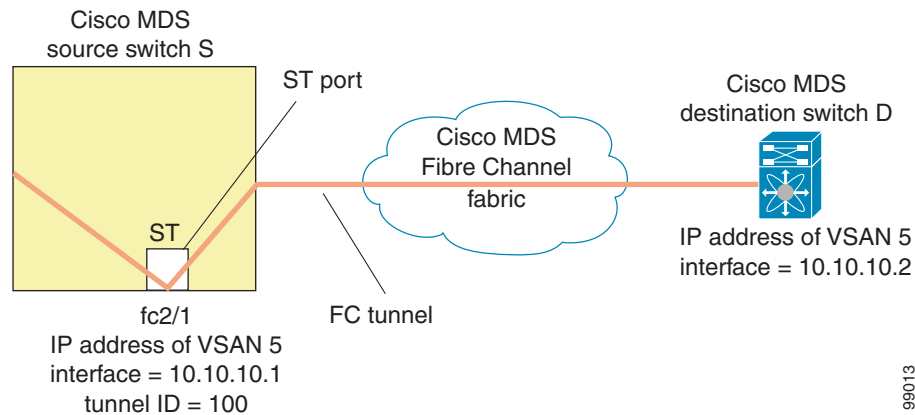 Cisco MDS
source switch S
ST port
ST
fc2/1
IP address of VSAN 5
interface = 10.10.10.1
tunnel ID = 100
FC tunnel
Cisco MDS
Fibre Channel
fabric
Cisco MDS
destination switch D
IP address of VSAN 5
interface = 10.10.10.2
99013